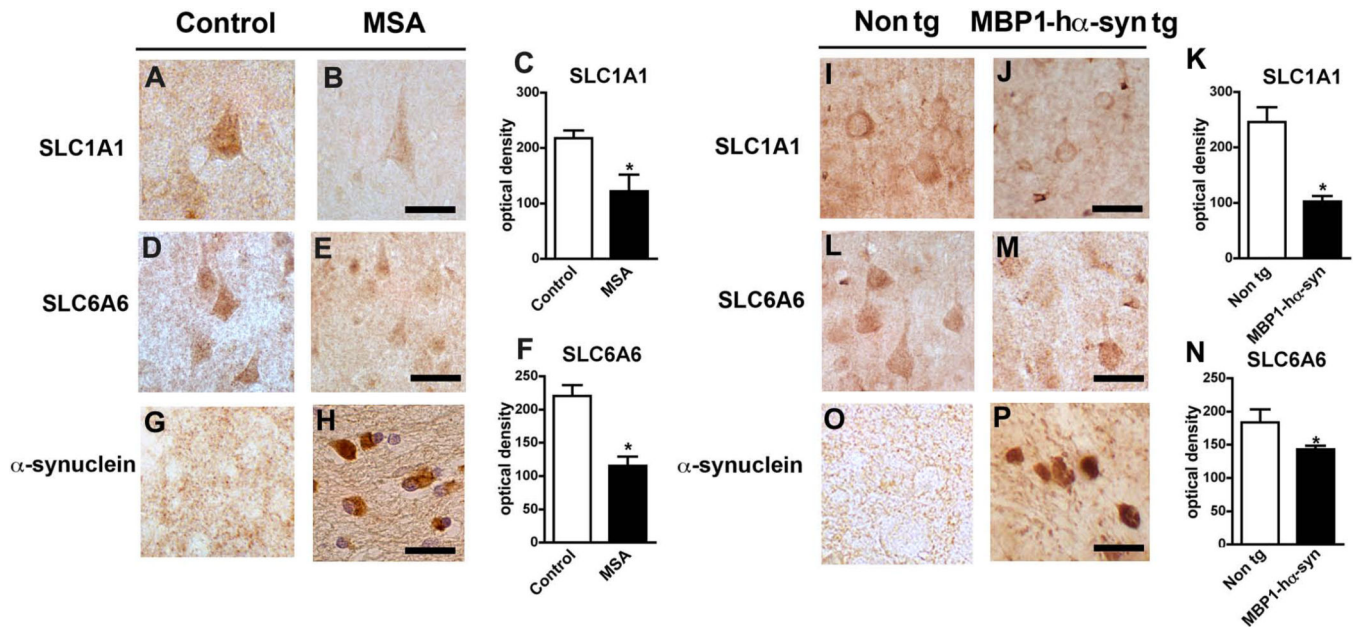 Control MSA
Non tg MBP1-hα-syn tg
A
B
C
SLC1A1
300
200
100
0
optical density
*
Control
MSA
SLC1A1
D
E
SLC6A6
F
SLC6A6
250
200
150
100
50
0
optical density
*
Control
MSA
G
H
α-synuclein
I
J
K
SLC1A1
300
200
100
0
optical density
*
Non tg
MBP1-hα-syn
SLC1A1
L
M
SLC6A6
N
SLC6A6
250
200
150
100
50
0
optical density
*
Non tg
MBP1-hα-syn
O
P
α-synuclein